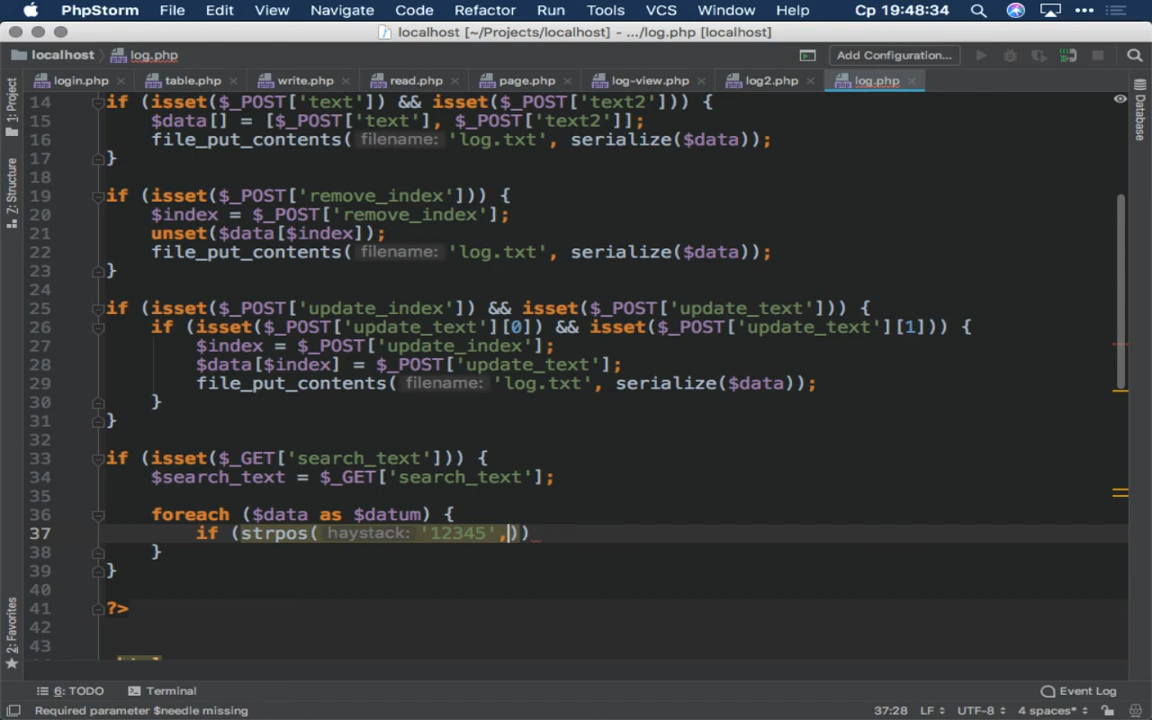 PhpStorm File Edit View Navigate Code Refactor Run Tools VCS Window Help Ср 19:48:34
localhost [~/Projects/localhost] - .../log.php [localhost]
localhost log.php Add Configuration...
login.php table.php write.php read.php page.php log-view.php log2.php log.php
1: Project
7: Structure
2: Favorites
Database
14 if (isset($_POST['text']) && isset($_POST['text2'])) {
15 $data[] = [$_POST['text'], $_POST['text2']];
16 file_put_contents( filename: 'log.txt', serialize($data));
17 }
18
19 if (isset($_POST['remove_index'])) {
20 $index = $_POST['remove_index'];
21 unset($data[$index]);
22 file_put_contents( filename: 'log.txt', serialize($data));
23 }
24
25 if (isset($_POST['update_index']) && isset($_POST['update_text'])) {
26 if (isset($_POST['update_text'][0]) && isset($_POST['update_text'][1])) {
27 $index = $_POST['update_index'];
28 $data[$index] = $_POST['update_text'];
29 file_put_contents( filename: 'log.txt', serialize($data));
30 }
31 }
32
33 if (isset($_GET['search_text'])) {
34 $search_text = $_GET['search_text'];
35
36 foreach ($data as $datum) {
37 if (strpos( haystack: '12345',))
38 }
39 }
40
41 ?>
42
43
6: TODO Terminal Event Log
Required parameter $needle missing 37:28 LF UTF-8 4 spaces*